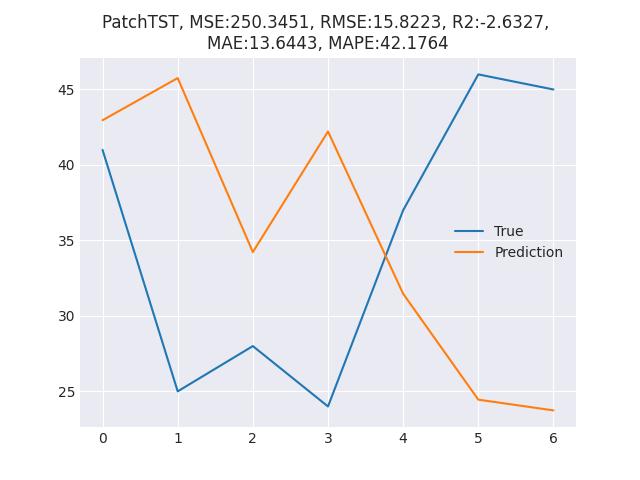 PatchTST, MSE:250.3451, RMSE:15.8223, R2:-2.6327,
MAE:13.6443, MAPE:42.1764
45
40
35
30
25
True
Prediction
0 1 2 3 4 5 6